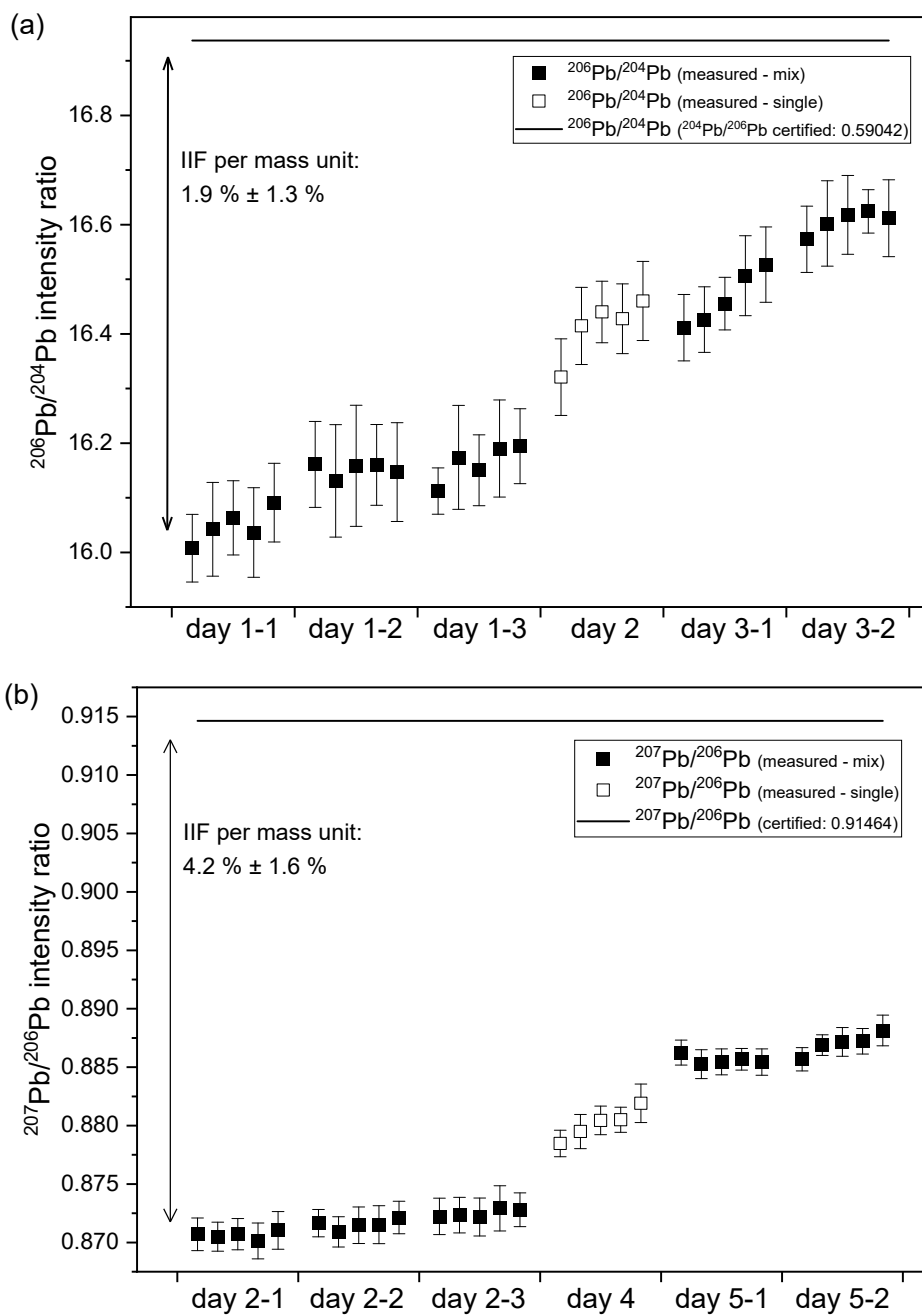 (a)
²⁰⁶Pb/²⁰⁴Pb intensity ratio
16.8
16.6
16.4
16.2
16.0
IIF per mass unit:
1.9 % ± 1.3 %
²⁰⁶Pb/²⁰⁴Pb (measured - mix)
²⁰⁶Pb/²⁰⁴Pb (measured - single)
²⁰⁶Pb/²⁰⁴Pb (²⁰⁴Pb/²⁰⁶Pb certified: 0.59042)
day 1-1 day 1-2 day 1-3 day 2 day 3-1 day 3-2
(b)
²⁰⁷Pb/²⁰⁶Pb intensity ratio
0.915
0.910
0.905
0.900
0.895
0.890
0.885
0.880
0.875
0.870
IIF per mass unit:
4.2 % ± 1.6 %
²⁰⁷Pb/²⁰⁶Pb (measured - mix)
²⁰⁷Pb/²⁰⁶Pb (measured - single)
²⁰⁷Pb/²⁰⁶Pb (certified: 0.91464)
day 2-1 day 2-2 day 2-3 day 4 day 5-1 day 5-2